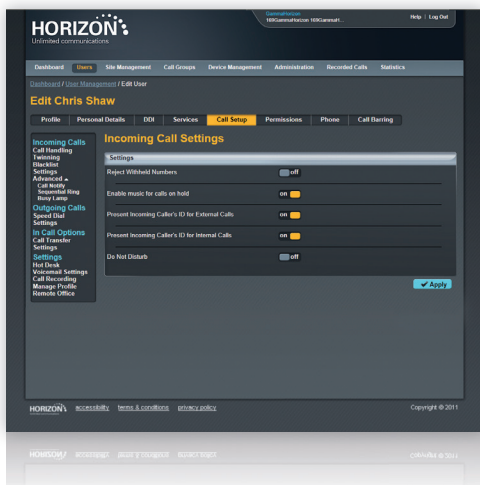 HORIZON
Unlimited communications
GammaHorizon
Help | Log Out
Dashboard Users Site Management Call Groups Device Management Administration Recorded Calls Statistics
Dashboard / User Management / Edit User
Edit Chris Shaw
Profile Personal Details DDI Services Call Setup Permissions Phone Call Barring
Incoming Calls
Call Handling
Twinning
Blacklist
Settings
Advanced
Call Notify
Sequential Ring
Busy Lamp
Outgoing Calls
Speed Dial
Settings
In Call Options
Call Transfer
Settings
Settings
Hot Desk
Voicemail Settings
Call Recording
Manage Profile
Remote Office
Incoming Call Settings
Settings
Reject Withheld Numbers off
Enable music for calls on hold on
Present Incoming Caller's ID for External Calls on
Present Incoming Caller's ID for Internal Calls on
Do Not Disturb off
Apply
HORIZON accessibility terms & conditions privacy policy Copyright © 2011